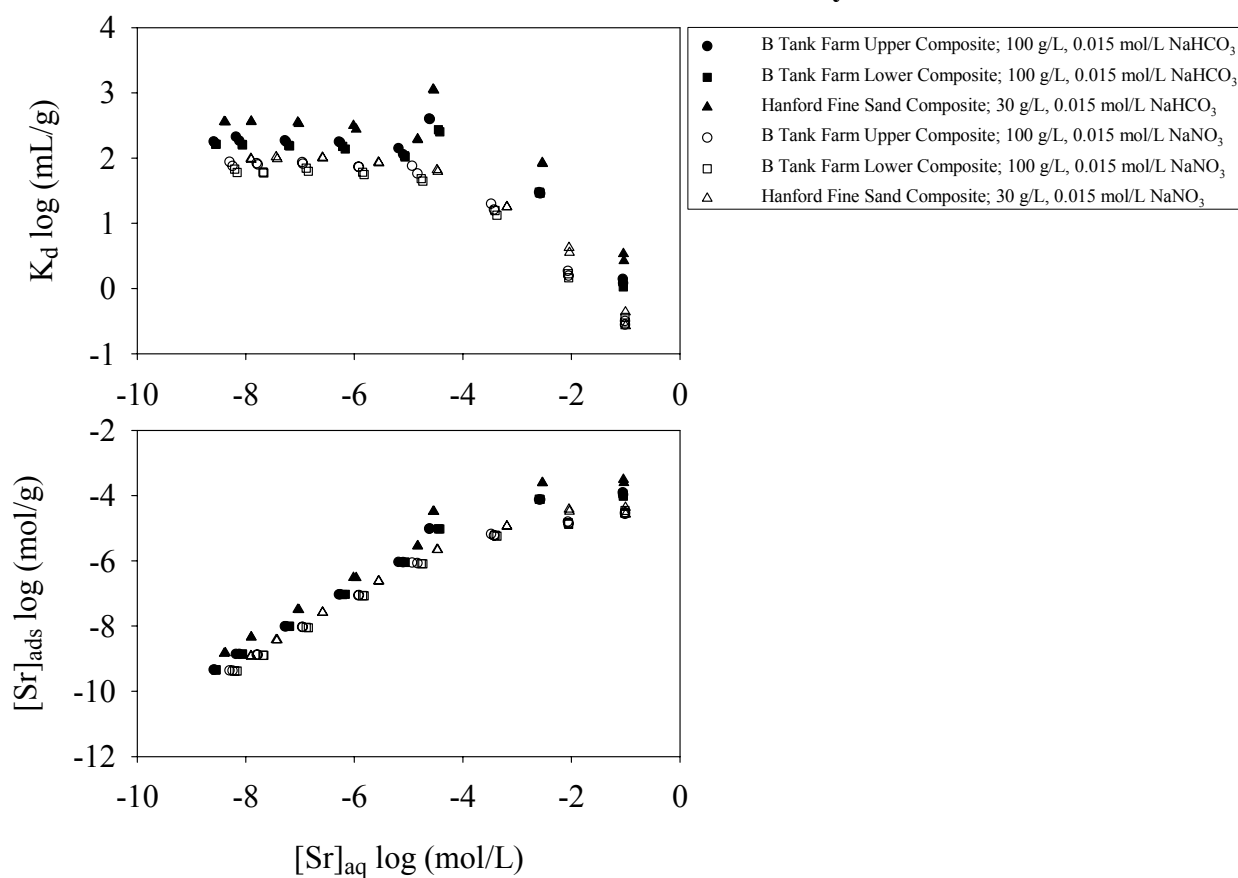 4
3
2
1
0
-1
K_d log (mL/g)
-10 -8 -6 -4 -2 0
B Tank Farm Upper Composite; 100 g/L, 0.015 mol/L NaHCO₃
B Tank Farm Lower Composite; 100 g/L, 0.015 mol/L NaHCO₃
Hanford Fine Sand Composite; 30 g/L, 0.015 mol/L NaHCO₃
B Tank Farm Upper Composite; 100 g/L, 0.015 mol/L NaNO₃
B Tank Farm Lower Composite; 100 g/L, 0.015 mol/L NaNO₃
Hanford Fine Sand Composite; 30 g/L, 0.015 mol/L NaNO₃
-2
-4
-6
-8
-10
-12
[Sr]_ads log (mol/g)
-10 -8 -6 -4 -2 0
[Sr]_aq log (mol/L)